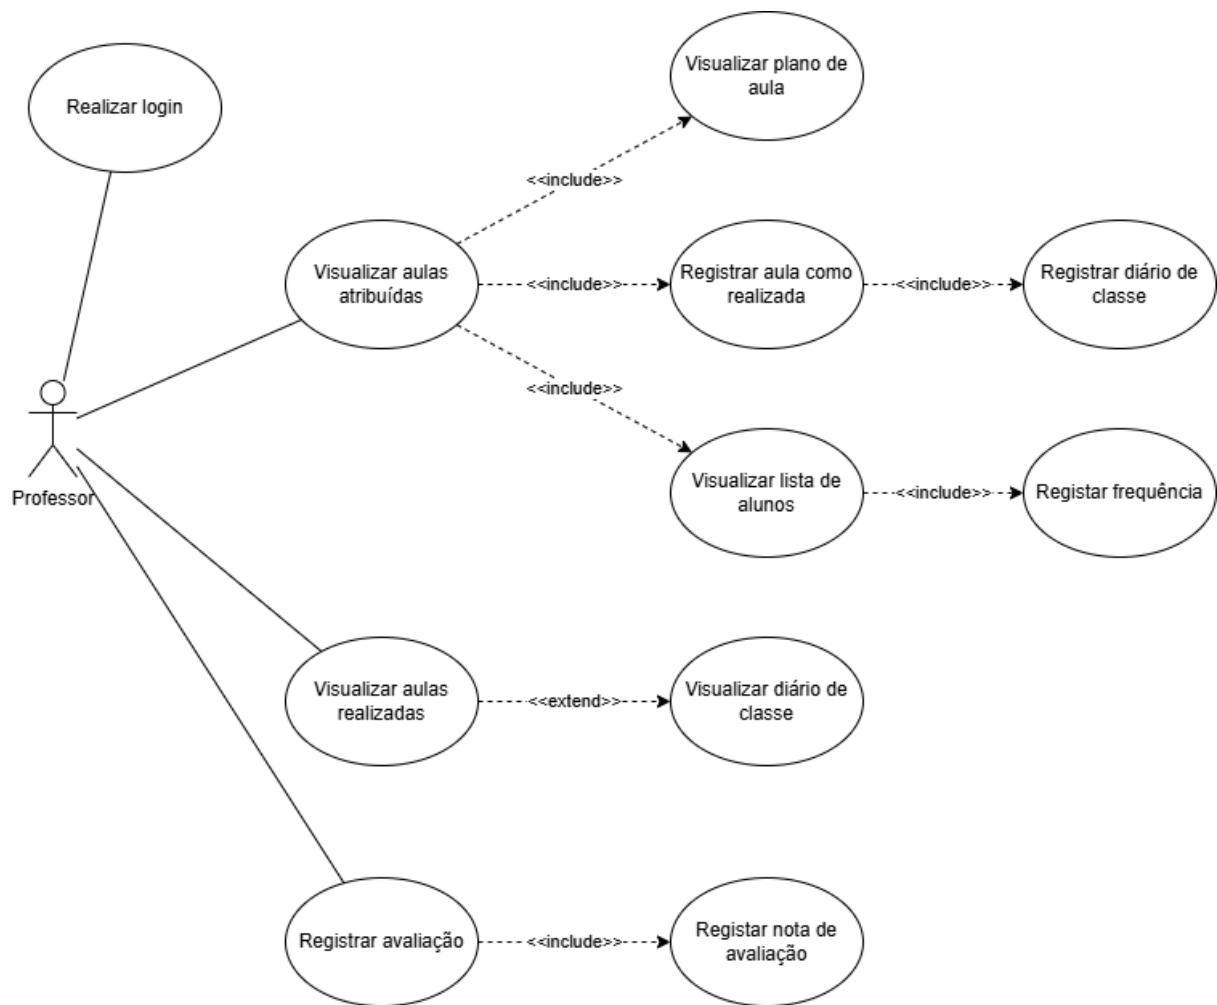 Visualizar plano de
aula
Realizar login
<<include>>
Visualizar aulas
atribuídas
<<include>>
Registrar aula como
realizada
<<include>>
Registrar diário de
classe
<<include>>
Professor
Visualizar lista de
alunos
<<include>>
Registar frequência
Visualizar aulas
realizadas
<<extend>>
Visualizar diário de
classe
Registrar avaliação
<<include>>
Registar nota de
avaliação